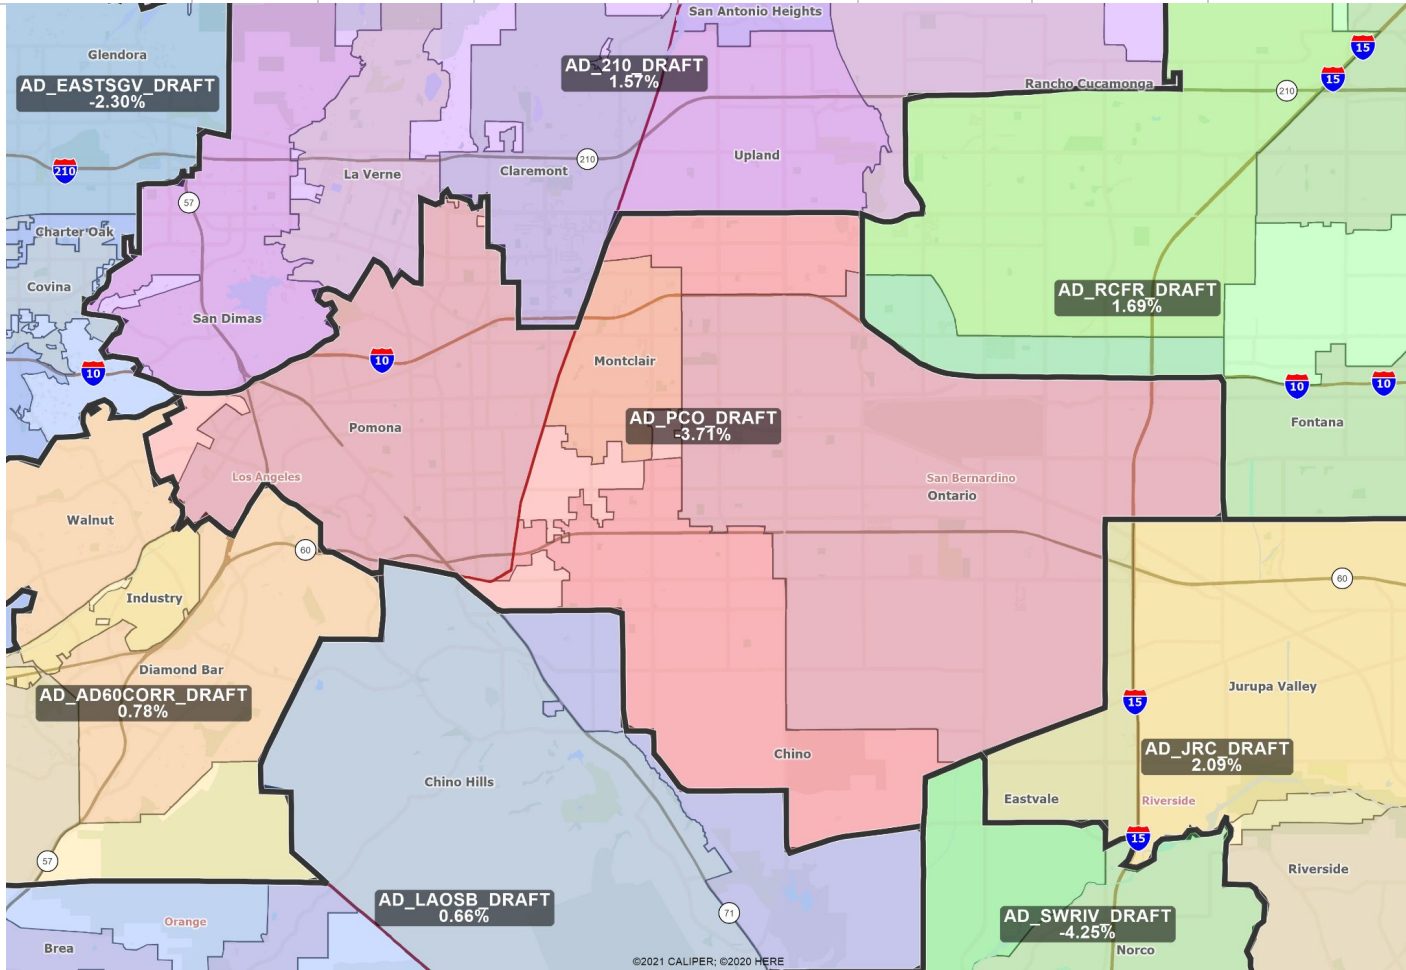 San Antonio Heights
Glendora
15
AD_210_DRAFT
1.57%
15
AD_EASTSGV_DRAFT
-2.30%
Rancho Cucamonga
210
210
Upland
210
La Verne
Claremont
57
Charter Oak
Covina
AD_RCFR_DRAFT
1.69%
San Dimas
10
Montclair
10
10
10
AD_PCO_DRAFT
-3.71%
Pomona
Fontana
Los Angeles
San Bernardino
Ontario
Walnut
60
60
Industry
Diamond Bar
Jurupa Valley
AD_AD60CORR_DRAFT
0.78%
15
Chino
AD_JRC_DRAFT
2.09%
Chino Hills
Eastvale
Riverside
15
57
Riverside
AD_LAOSB_DRAFT
0.66%
71
Orange
AD_SWRIV_DRAFT
-4.25%
Brea
Norco
©2021 CALIPER; ©2020 HERE